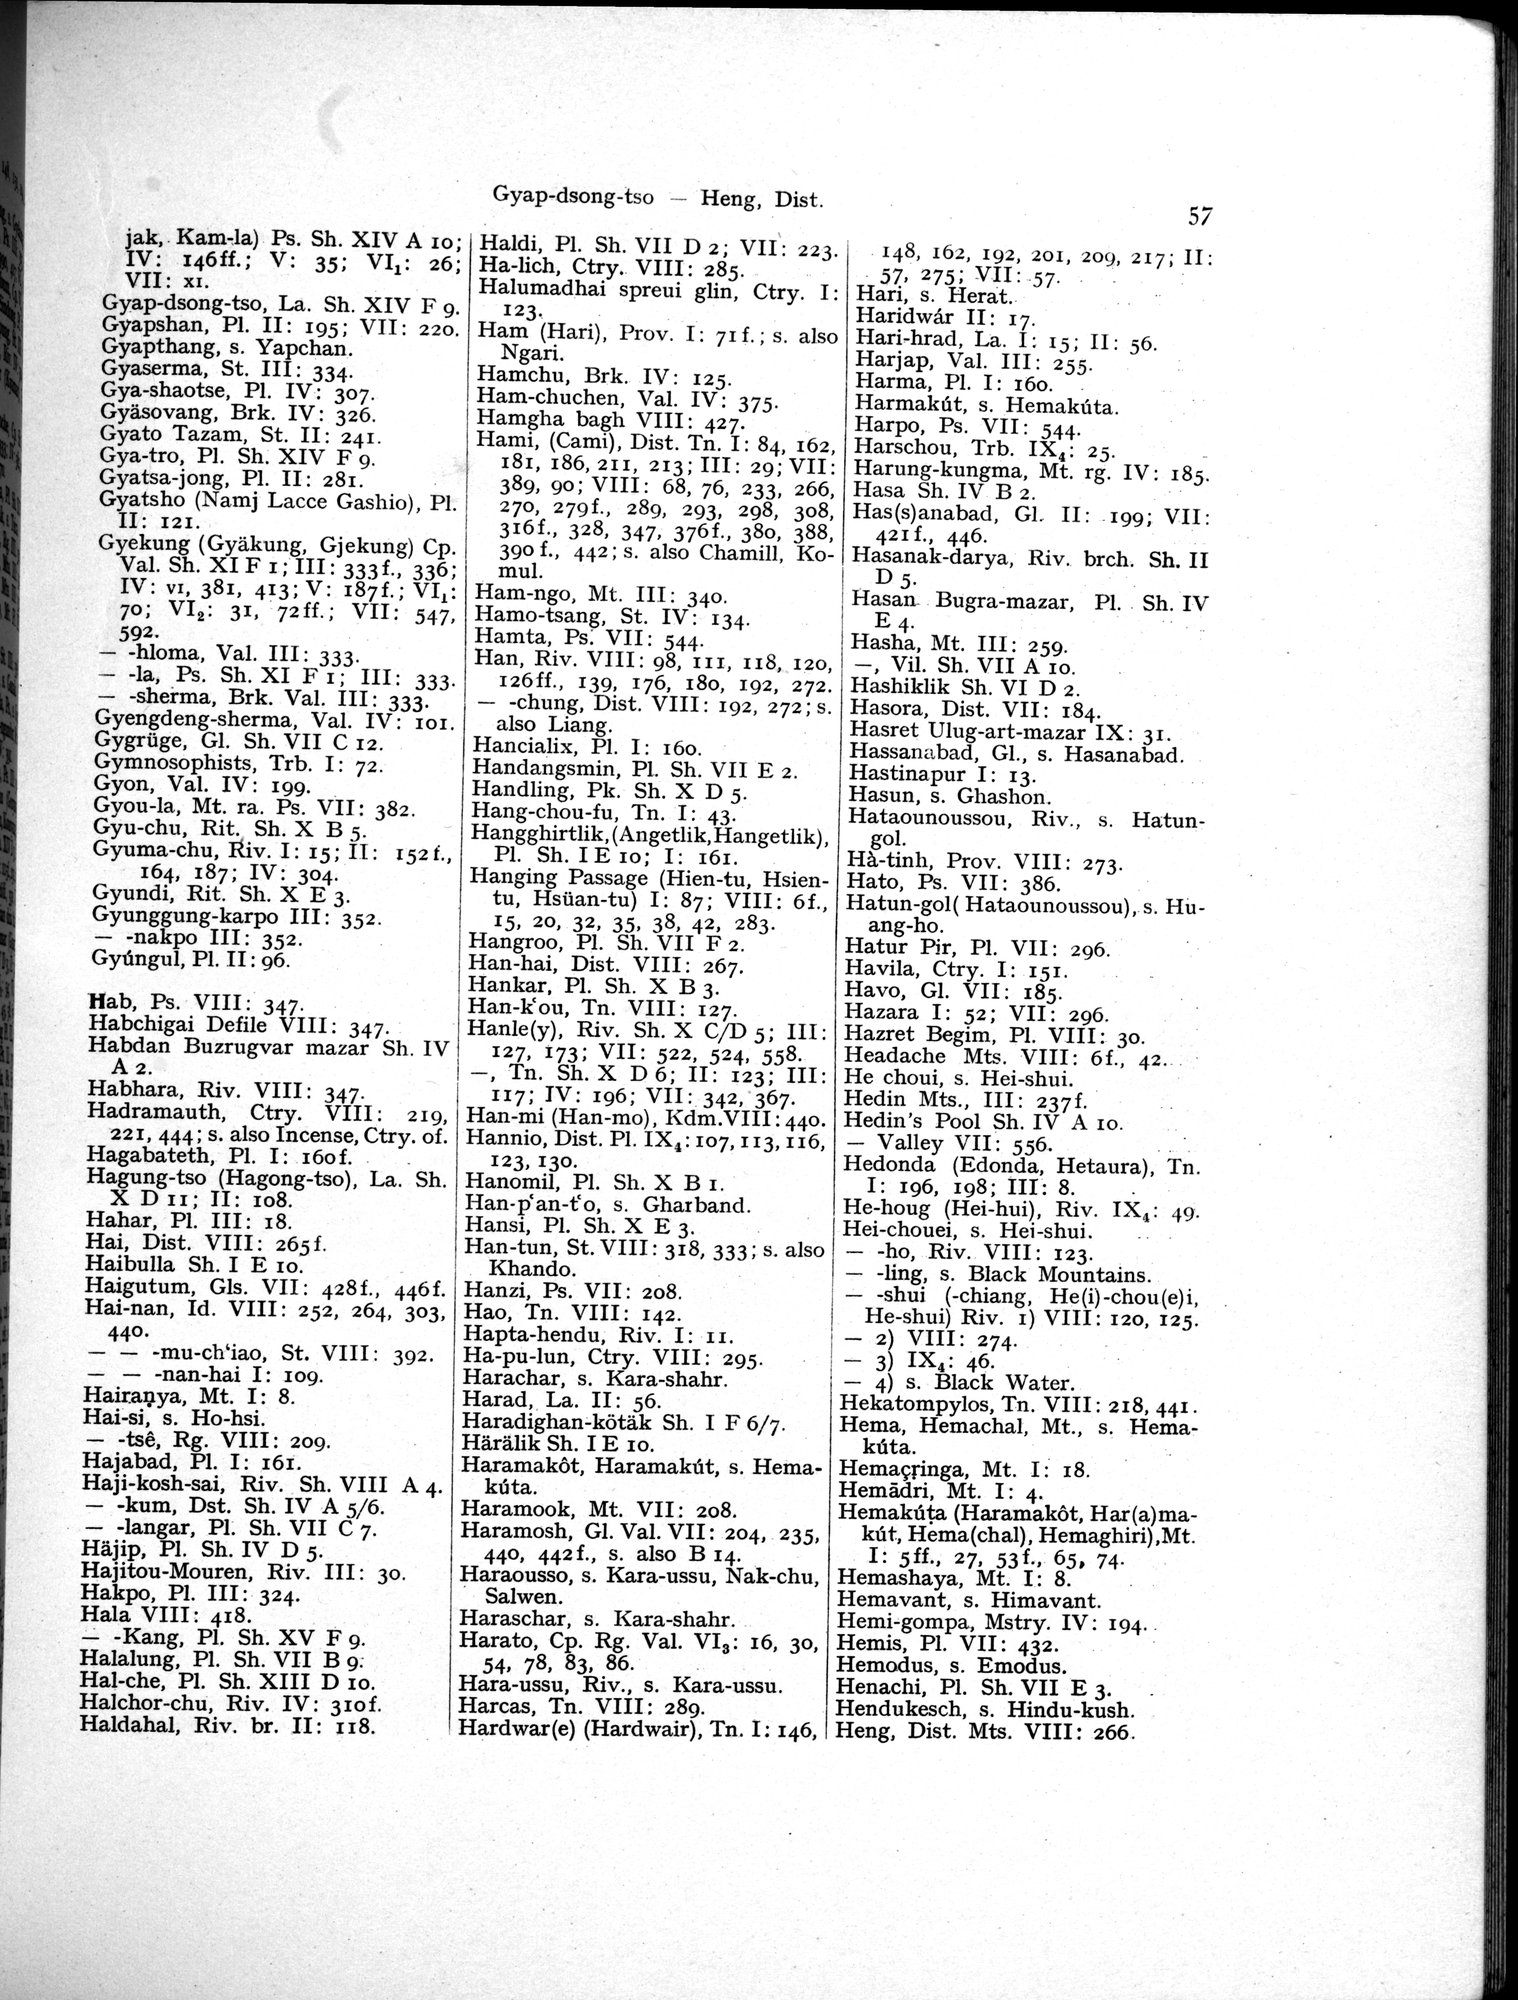 Gyap-dsong-tso — Heng, Dist.
57
jak, Kam-la) Ps. Sh. XIV A 10;
IV: 146ff.; V: 35; VI₁: 26;
VII: XI.
Gyap-dsong-tso, La. Sh. XIV F 9.
Gyapshan, Pl. II: 195; VII: 220.
Gyapthang, s. Yapchan.
Gyaserma, St. III: 334.
Gya-shaotse, Pl. IV: 307.
Gyäsovang, Brk. IV: 326.
Gyato Tazam, St. II: 241.
Gya-tro, Pl. Sh. XIV F 9.
Gyatsa-jong, Pl. II: 281.
Gyatsho (Namj Lacce Gashio), Pl.
II: 121.
Gyekung (Gyäkung, Gjekung) Cp.
Val. Sh. XI F 1; III: 333f., 336;
IV: VI, 381, 413; V: 187f.; VI₁:
70; VI₂: 31, 72ff.; VII: 547,
592.
— -hloma, Val. III: 333.
— -la, Ps. Sh. XI F 1; III: 333.
— -sherma, Brk. Val. III: 333.
Gyengdeng-sherma, Val. IV: 101.
Gygrüge, Gl. Sh. VII C 12.
Gymnosophists, Trb. I: 72.
Gyon, Val. IV: 199.
Gyou-la, Mt. ra. Ps. VII: 382.
Gyu-chu, Rit. Sh. X B 5.
Gyuma-chu, Riv. I: 15; II: 152f.,
164, 187; IV: 304.
Gyundi, Rit. Sh. X E 3.
Gyunggung-karpo III: 352.
— -nakpo III: 352.
Gyúngul, Pl. II: 96.
Hab, Ps. VIII: 347.
Habchigai Defile VIII: 347.
Habdan Buzrugvar mazar Sh. IV
A 2.
Habhara, Riv. VIII: 347.
Hadramauth, Ctry. VIII: 219,
221, 444; s. also Incense, Ctry. of.
Hagabateth, Pl. I: 160f.
Hagung-tso (Hagong-tso), La. Sh.
X D 11; II: 108.
Hahar, Pl. III: 18.
Hai, Dist. VIII: 265f.
Haibulla Sh. I E 10.
Haigutum, Gls. VII: 428f., 446f.
Hai-nan, Id. VIII: 252, 264, 303,
440.
— — -mu-ch‘iao, St. VIII: 392.
— — -nan-hai I: 109.
Hairaṇya, Mt. I: 8.
Hai-si, s. Ho-hsi.
— -tsê, Rg. VIII: 209.
Hajabad, Pl. I: 161.
Haji-kosh-sai, Riv. Sh. VIII A 4.
— -kum, Dst. Sh. IV A 5/6.
— -langar, Pl. Sh. VII C 7.
Häjip, Pl. Sh. IV D 5.
Hajitou-Mouren, Riv. III: 30.
Hakpo, Pl. III: 324.
Hala VIII: 418.
— -Kang, Pl. Sh. XV F 9.
Halalung, Pl. Sh. VII B 9.
Hal-che, Pl. Sh. XIII D 10.
Halchor-chu, Riv. IV: 310f.
Haldahal, Riv. br. II: 118.
Haldi, Pl. Sh. VII D 2; VII: 223.
Ha-lich, Ctry. VIII: 285.
Halumadhai spreui glin, Ctry. I:
123.
Ham (Hari), Prov. I: 71f.; s. also
Ngari.
Hamchu, Brk. IV: 125.
Ham-chuchen, Val. IV: 375.
Hamgha bagh VIII: 427.
Hami, (Cami), Dist. Tn. I: 84, 162,
181, 186, 211, 213; III: 29; VII:
389, 90; VIII: 68, 76, 233, 266,
270, 279f., 289, 293, 298, 308,
316f., 328, 347, 376f., 380, 388,
390f., 442; s. also Chamill, Ko-
mul.
Ham-ngo, Mt. III: 340.
Hamo-tsang, St. IV: 134.
Hamta, Ps. VII: 544.
Han, Riv. VIII: 98, 111, 118, 120,
126ff., 139, 176, 180, 192, 272.
— -chung, Dist. VIII: 192, 272; s.
also Liang.
Hancialix, Pl. I: 160.
Handangsmin, Pl. Sh. VII E 2.
Handling, Pk. Sh. X D 5.
Hang-chou-fu, Tn. I: 43.
Hangghirtlik, (Angetlik, Hangetlik),
Pl. Sh. I E 10; I: 161.
Hanging Passage (Hien-tu, Hsien-
tu, Hsüan-tu) I: 87; VIII: 6f.,
15, 20, 32, 35, 38, 42, 283.
Hangroo, Pl. Sh. VII F 2.
Han-hai, Dist. VIII: 267.
Hankar, Pl. Sh. X B 3.
Han-k‘ou, Tn. VIII: 127.
Hanle(y), Riv. Sh. X C/D 5; III:
127, 173; VII: 522, 524, 558.
—, Tn. Sh. X D 6; II: 123; III:
117; IV: 196; VII: 342, 367.
Han-mi (Han-mo), Kdm. VIII: 440.
Hannio, Dist. Pl. IX₄: 107, 113, 116,
123, 130.
Hanomil, Pl. Sh. X B 1.
Han-p‘an-t‘o, s. Gharband.
Hansi, Pl. Sh. X E 3.
Han-tun, St. VIII: 318, 333; s. also
Khando.
Hanzi, Ps. VII: 208.
Hao, Tn. VIII: 142.
Hapta-hendu, Riv. I: 11.
Ha-pu-lun, Ctry. VIII: 295.
Harachar, s. Kara-shahr.
Harad, La. II: 56.
Haradighan-kötäk Sh. I F 6/7.
Härälik Sh. I E 10.
Haramakôt, Haramakút, s. Hema-
kúta.
Haramook, Mt. VII: 208.
Haramosh, Gl. Val. VII: 204, 235,
440, 442f., s. also B 14.
Haraousso, s. Kara-ussu, Nak-chu,
Salwen.
Haraschar, s. Kara-shahr.
Harato, Cp. Rg. Val. VI₃: 16, 30,
54, 78, 83, 86.
Hara-ussu, Riv., s. Kara-ussu.
Harcas, Tn. VIII: 289.
Hardwar(e) (Hardwair), Tn. I: 146,
148, 162, 192, 201, 209, 217; II:
57, 275; VII: 57.
Hari, s. Herat.
Haridwár II: 17.
Hari-hrad, La. I: 15; II: 56.
Harjap, Val. III: 255.
Harma, Pl. I: 160.
Harmakút, s. Hemakúta.
Harpo, Ps. VII: 544.
Harschou, Trb. IX₄: 25.
Harung-kungma, Mt. rg. IV: 185.
Hasa Sh. IV B 2.
Has(s)anabad, Gl. II: 199; VII:
421f., 446.
Hasanak-darya, Riv. brch. Sh. II
D 5.
Hasan Bugra-mazar, Pl. Sh. IV
E 4.
Hasha, Mt. III: 259.
—, Vil. Sh. VII A 10.
Hashiklik Sh. VI D 2.
Hasora, Dist. VII: 184.
Hasret Ulug-art-mazar IX: 31.
Hassanabad, Gl., s. Hasanabad.
Hastinapur I: 13.
Hasun, s. Ghashon.
Hataounoussou, Riv., s. Hatun-
gol.
Hà-tinh, Prov. VIII: 273.
Hato, Ps. VII: 386.
Hatun-gol( Hataounoussou), s. Hu-
ang-ho.
Hatur Pir, Pl. VII: 296.
Havila, Ctry. I: 151.
Havo, Gl. VII: 185.
Hazara I: 52; VII: 296.
Hazret Begim, Pl. VIII: 30.
Headache Mts. VIII: 6f., 42.
He choui, s. Hei-shui.
Hedin Mts., III: 237f.
Hedin's Pool Sh. IV A 10.
— Valley VII: 556.
Hedonda (Edonda, Hetaura), Tn.
I: 196, 198; III: 8.
He-houg (Hei-hui), Riv. IX₄: 49.
Hei-chouei, s. Hei-shui.
— -ho, Riv. VIII: 123.
— -ling, s. Black Mountains.
— -shui (-chiang, He(i)-chou(e)i,
He-shui) Riv. 1) VIII: 120, 125.
— 2) VIII: 274.
— 3) IX₄: 46.
— 4) s. Black Water.
Hekatompylos, Tn. VIII: 218, 441.
Hema, Hemachal, Mt., s. Hema-
kúta.
Hemaçṛinga, Mt. I: 18.
Hemādri, Mt. I: 4.
Hemakúṭa (Haramakôt, Har(a)ma-
kút, Hema(chal), Hemaghiri), Mt.
I: 5ff., 27, 53f., 65, 74.
Hemashaya, Mt. I: 8.
Hemavant, s. Himavant.
Hemi-gompa, Mstry. IV: 194.
Hemis, Pl. VII: 432.
Hemodus, s. Emodus.
Henachi, Pl. Sh. VII E 3.
Hendukesch, s. Hindu-kush.
Heng, Dist. Mts. VIII: 266.